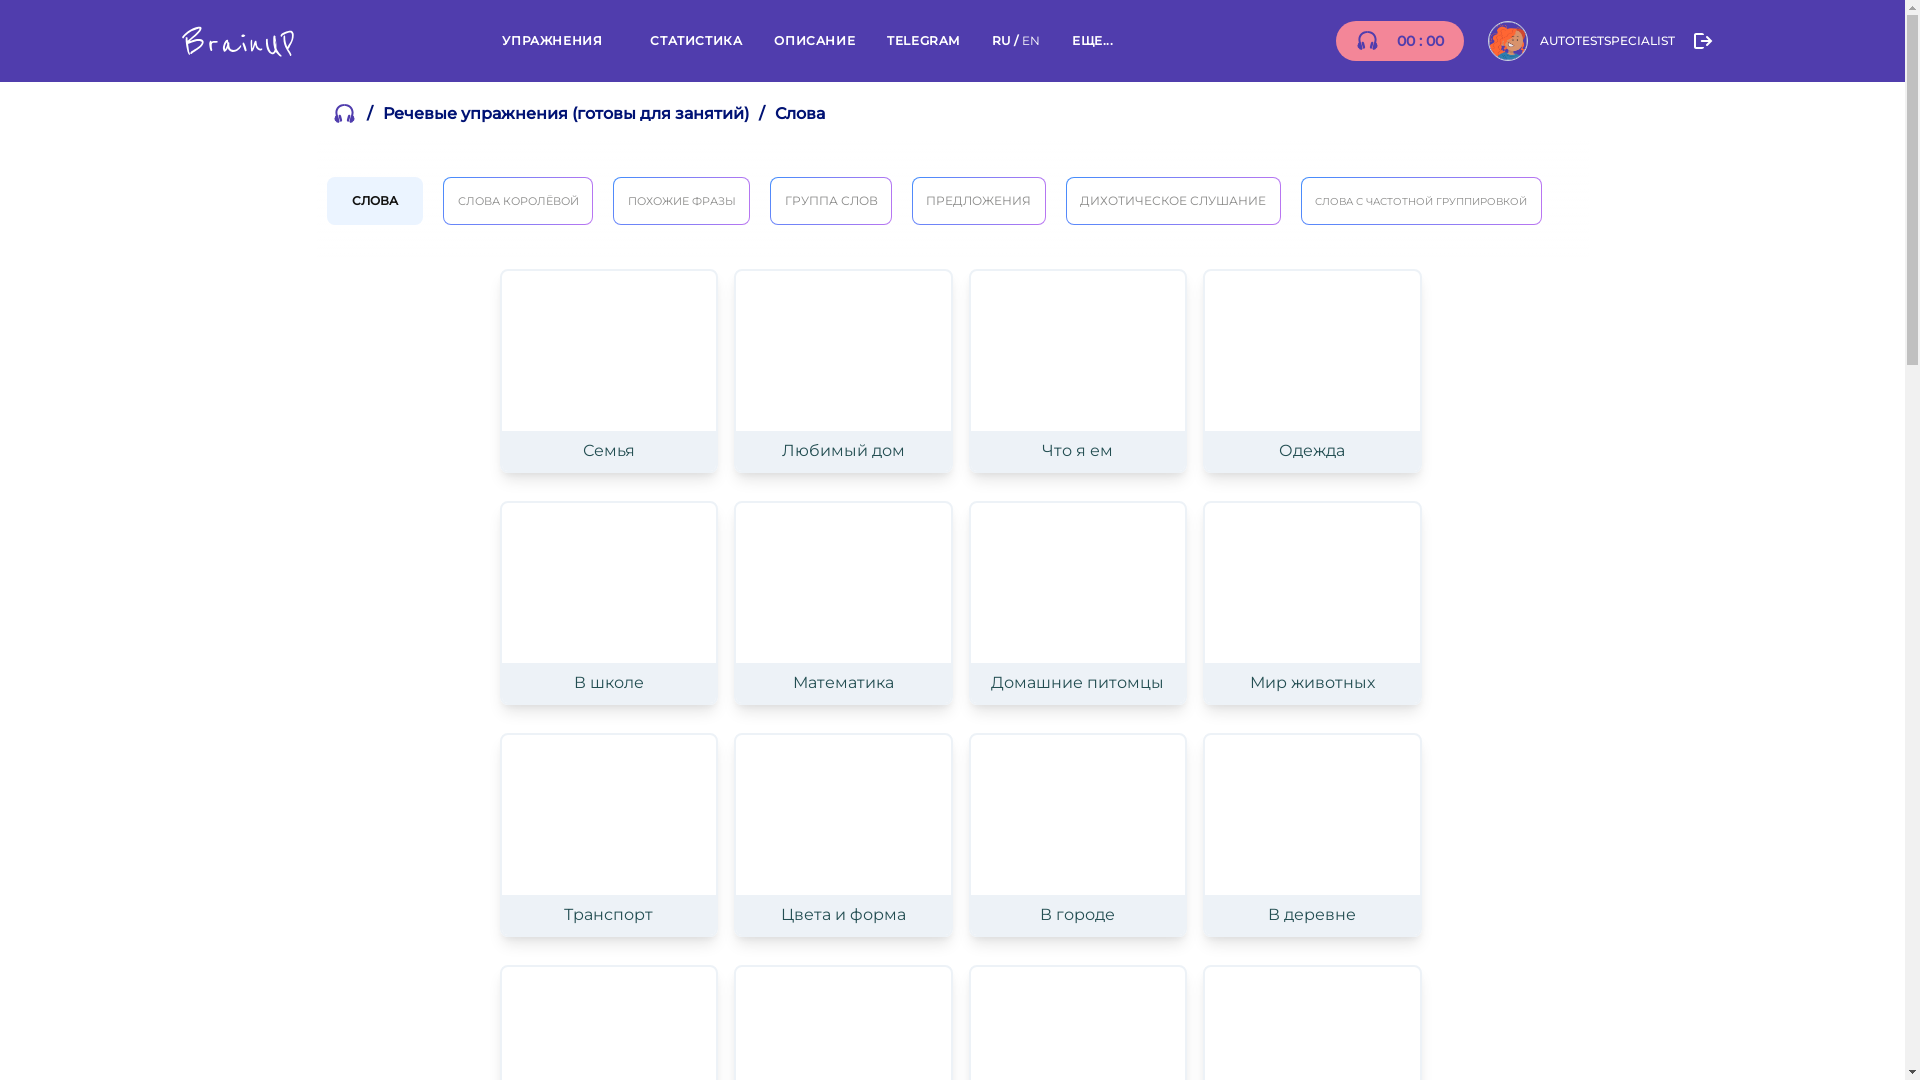 BrainUP
УПРАЖНЕНИЯ СТАТИСТИКА ОПИСАНИЕ TELEGRAM RU / EN ЕЩЕ... 00 : 00 AUTOTESTSPECIALIST
/ Речевые упражнения (готовы для занятий) / Слова
СЛОВА СЛОВА КОРОЛЁВОЙ ПОХОЖИЕ ФРАЗЫ ГРУППА СЛОВ ПРЕДЛОЖЕНИЯ ДИХОТИЧЕСКОЕ СЛУШАНИЕ СЛОВА С ЧАСТОТНОЙ ГРУППИРОВКОЙ
Семья Любимый дом Что я ем Одежда
В школе Математика Домашние питомцы Мир животных
Транспорт Цвета и форма В городе В деревне